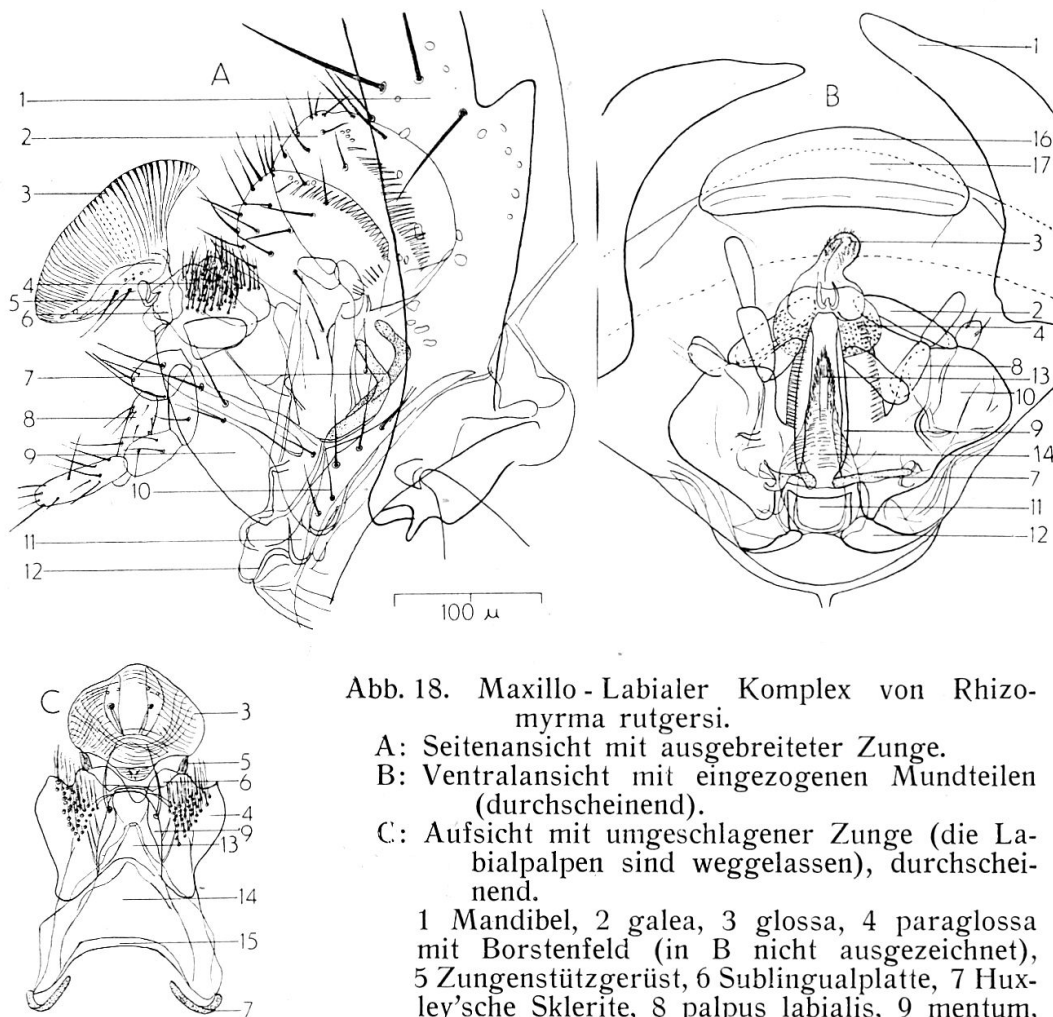 A
1
2
3
4
5
6
7
8
9
10
11
12
100 µ
B
1
16
17
3
2
4
8
13
10
9
14
7
11
12
C
3
5
6
4
9
13
14
15
7
Abb. 18. Maxillo - Labialer Komplex von Rhizo-
myrma rutgersi.
A: Seitenansicht mit ausgebreiteter Zunge.
B: Ventralansicht mit eingezogenen Mundteilen
(durchscheinend).
C: Aufsicht mit umgeschlagener Zunge (die La-
bialpalpen sind weggelassen), durchschei-
nend.
1 Mandibel, 2 galea, 3 glossa, 4 paraglossa
mit Borstenfeld (in B nicht ausgezeichnet),
5 Zungenstützgerüst, 6 Sublingualplatte, 7 Hux-
ley'sche Sklerite, 8 palpus labialis, 9 mentum,